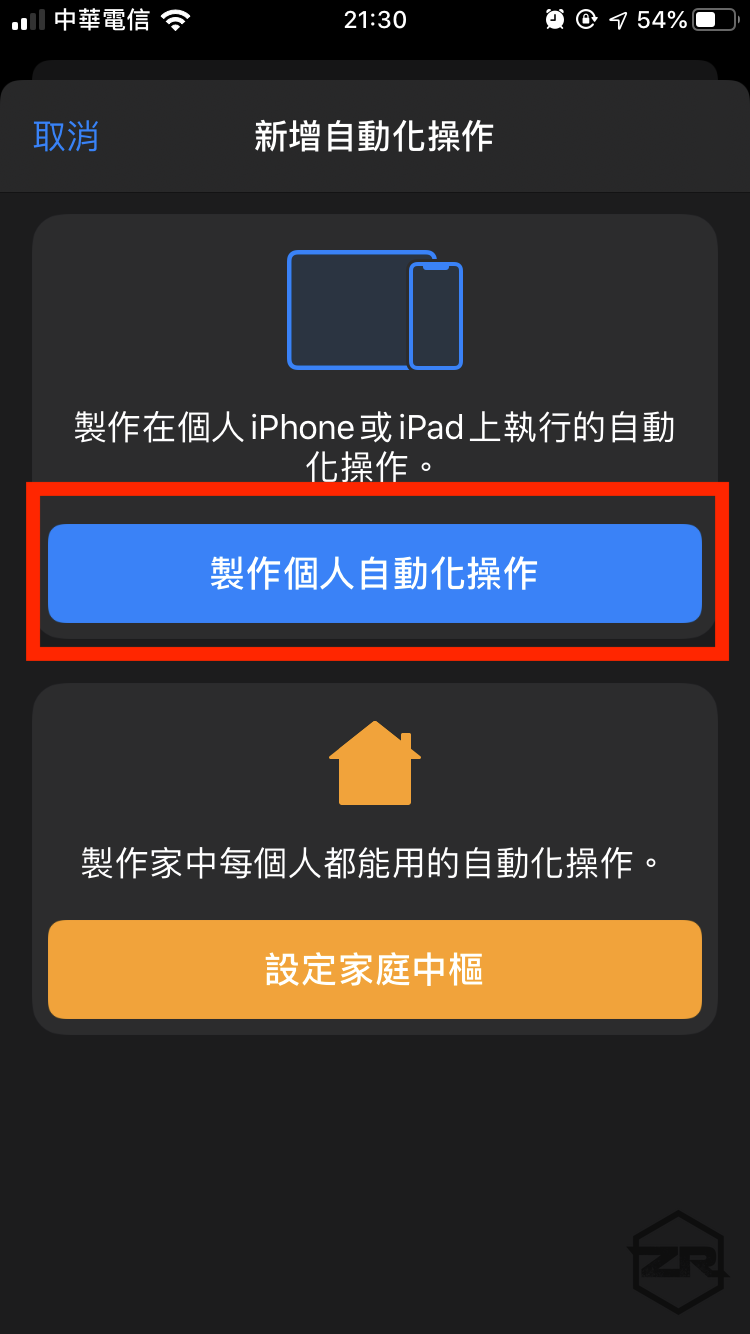 中華電信
21:30
54%
取消
新增自動化操作
製作在個人 iPhone 或 iPad 上執行的自動
化操作。
製作個人自動化操作
製作家中每個人都能用的自動化操作。
設定家庭中樞
ZR